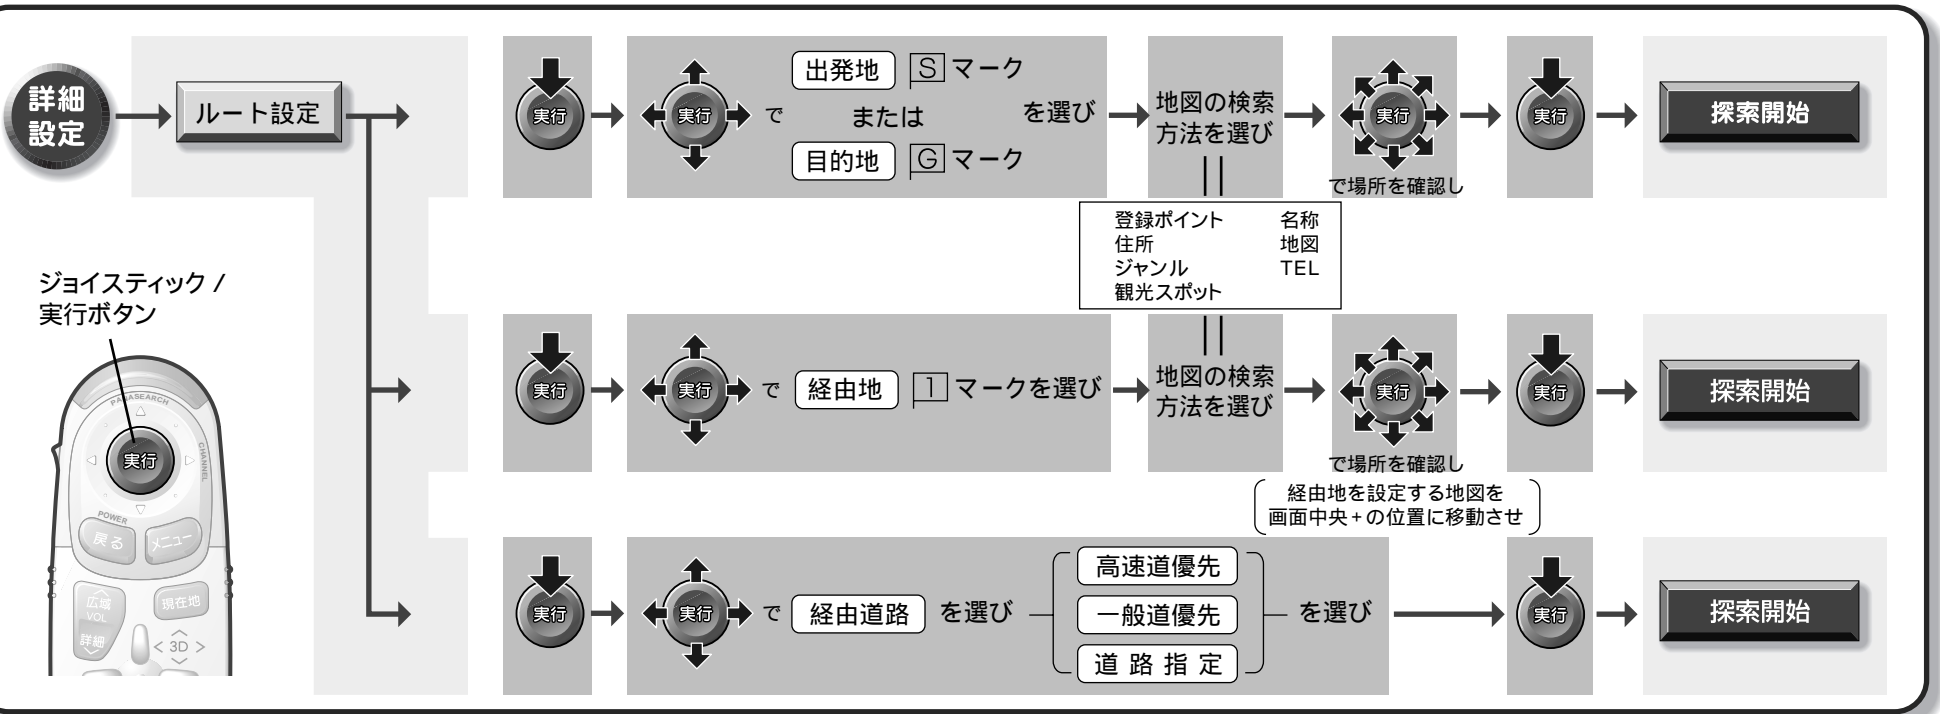 詳細
設定
ルート設定
実行
実行
で
出発地 S マーク
または
目的地 G マーク
を選び
地図の検索
方法を選び
実行
で場所を確認し
実行
探索開始
登録ポイント 名称
住所 地図
ジャンル TEL
観光スポット
ジョイスティック /
実行ボタン
実行
実行
で 経由地 1 マークを選び
地図の検索
方法を選び
実行
で場所を確認し
経由地を設定する地図を
画面中央+の位置に移動させ
実行
探索開始
実行
実行
で 経由道路 を選び
高速道優先
一般道優先
道路指定
を選び
実行
探索開始
PANASEARCH
CHANNEL
実行
POWER
戻る
メニュー
広域
VOL
詳細
現在地
3D